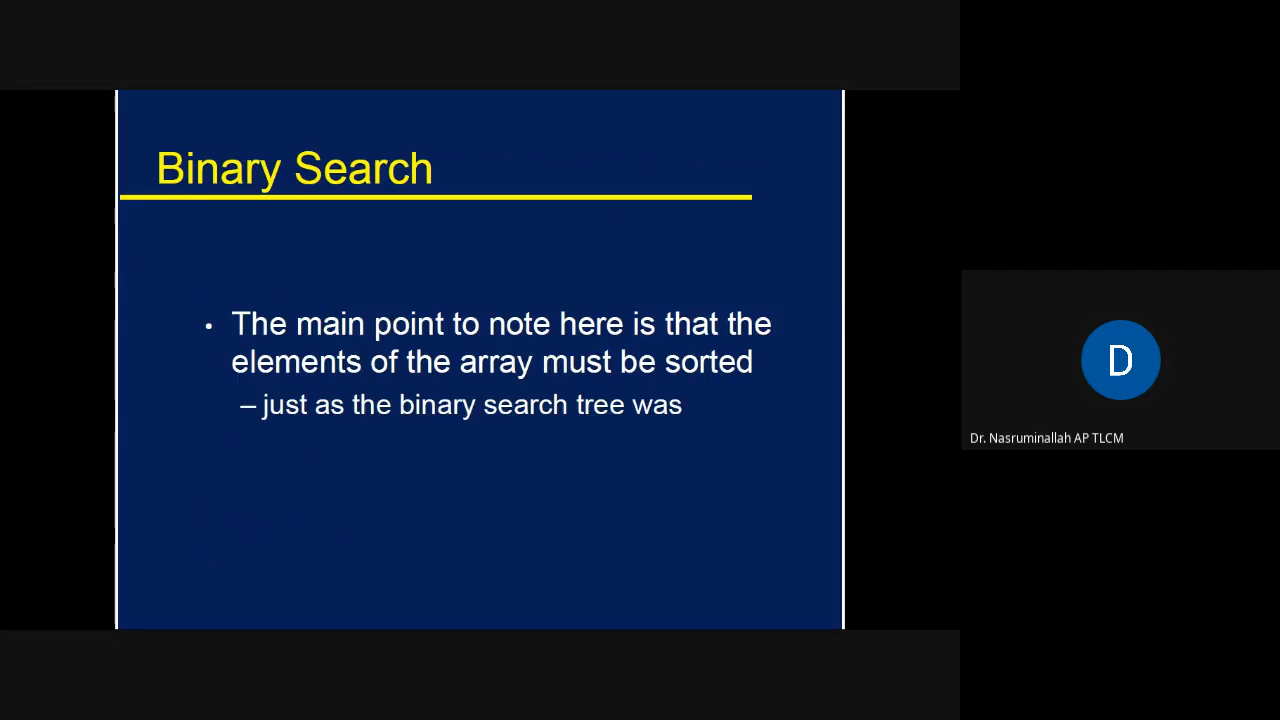 Binary Search
• The main point to note here is that the
elements of the array must be sorted
– just as the binary search tree was
D
Dr. Nasruminallah AP TLCM